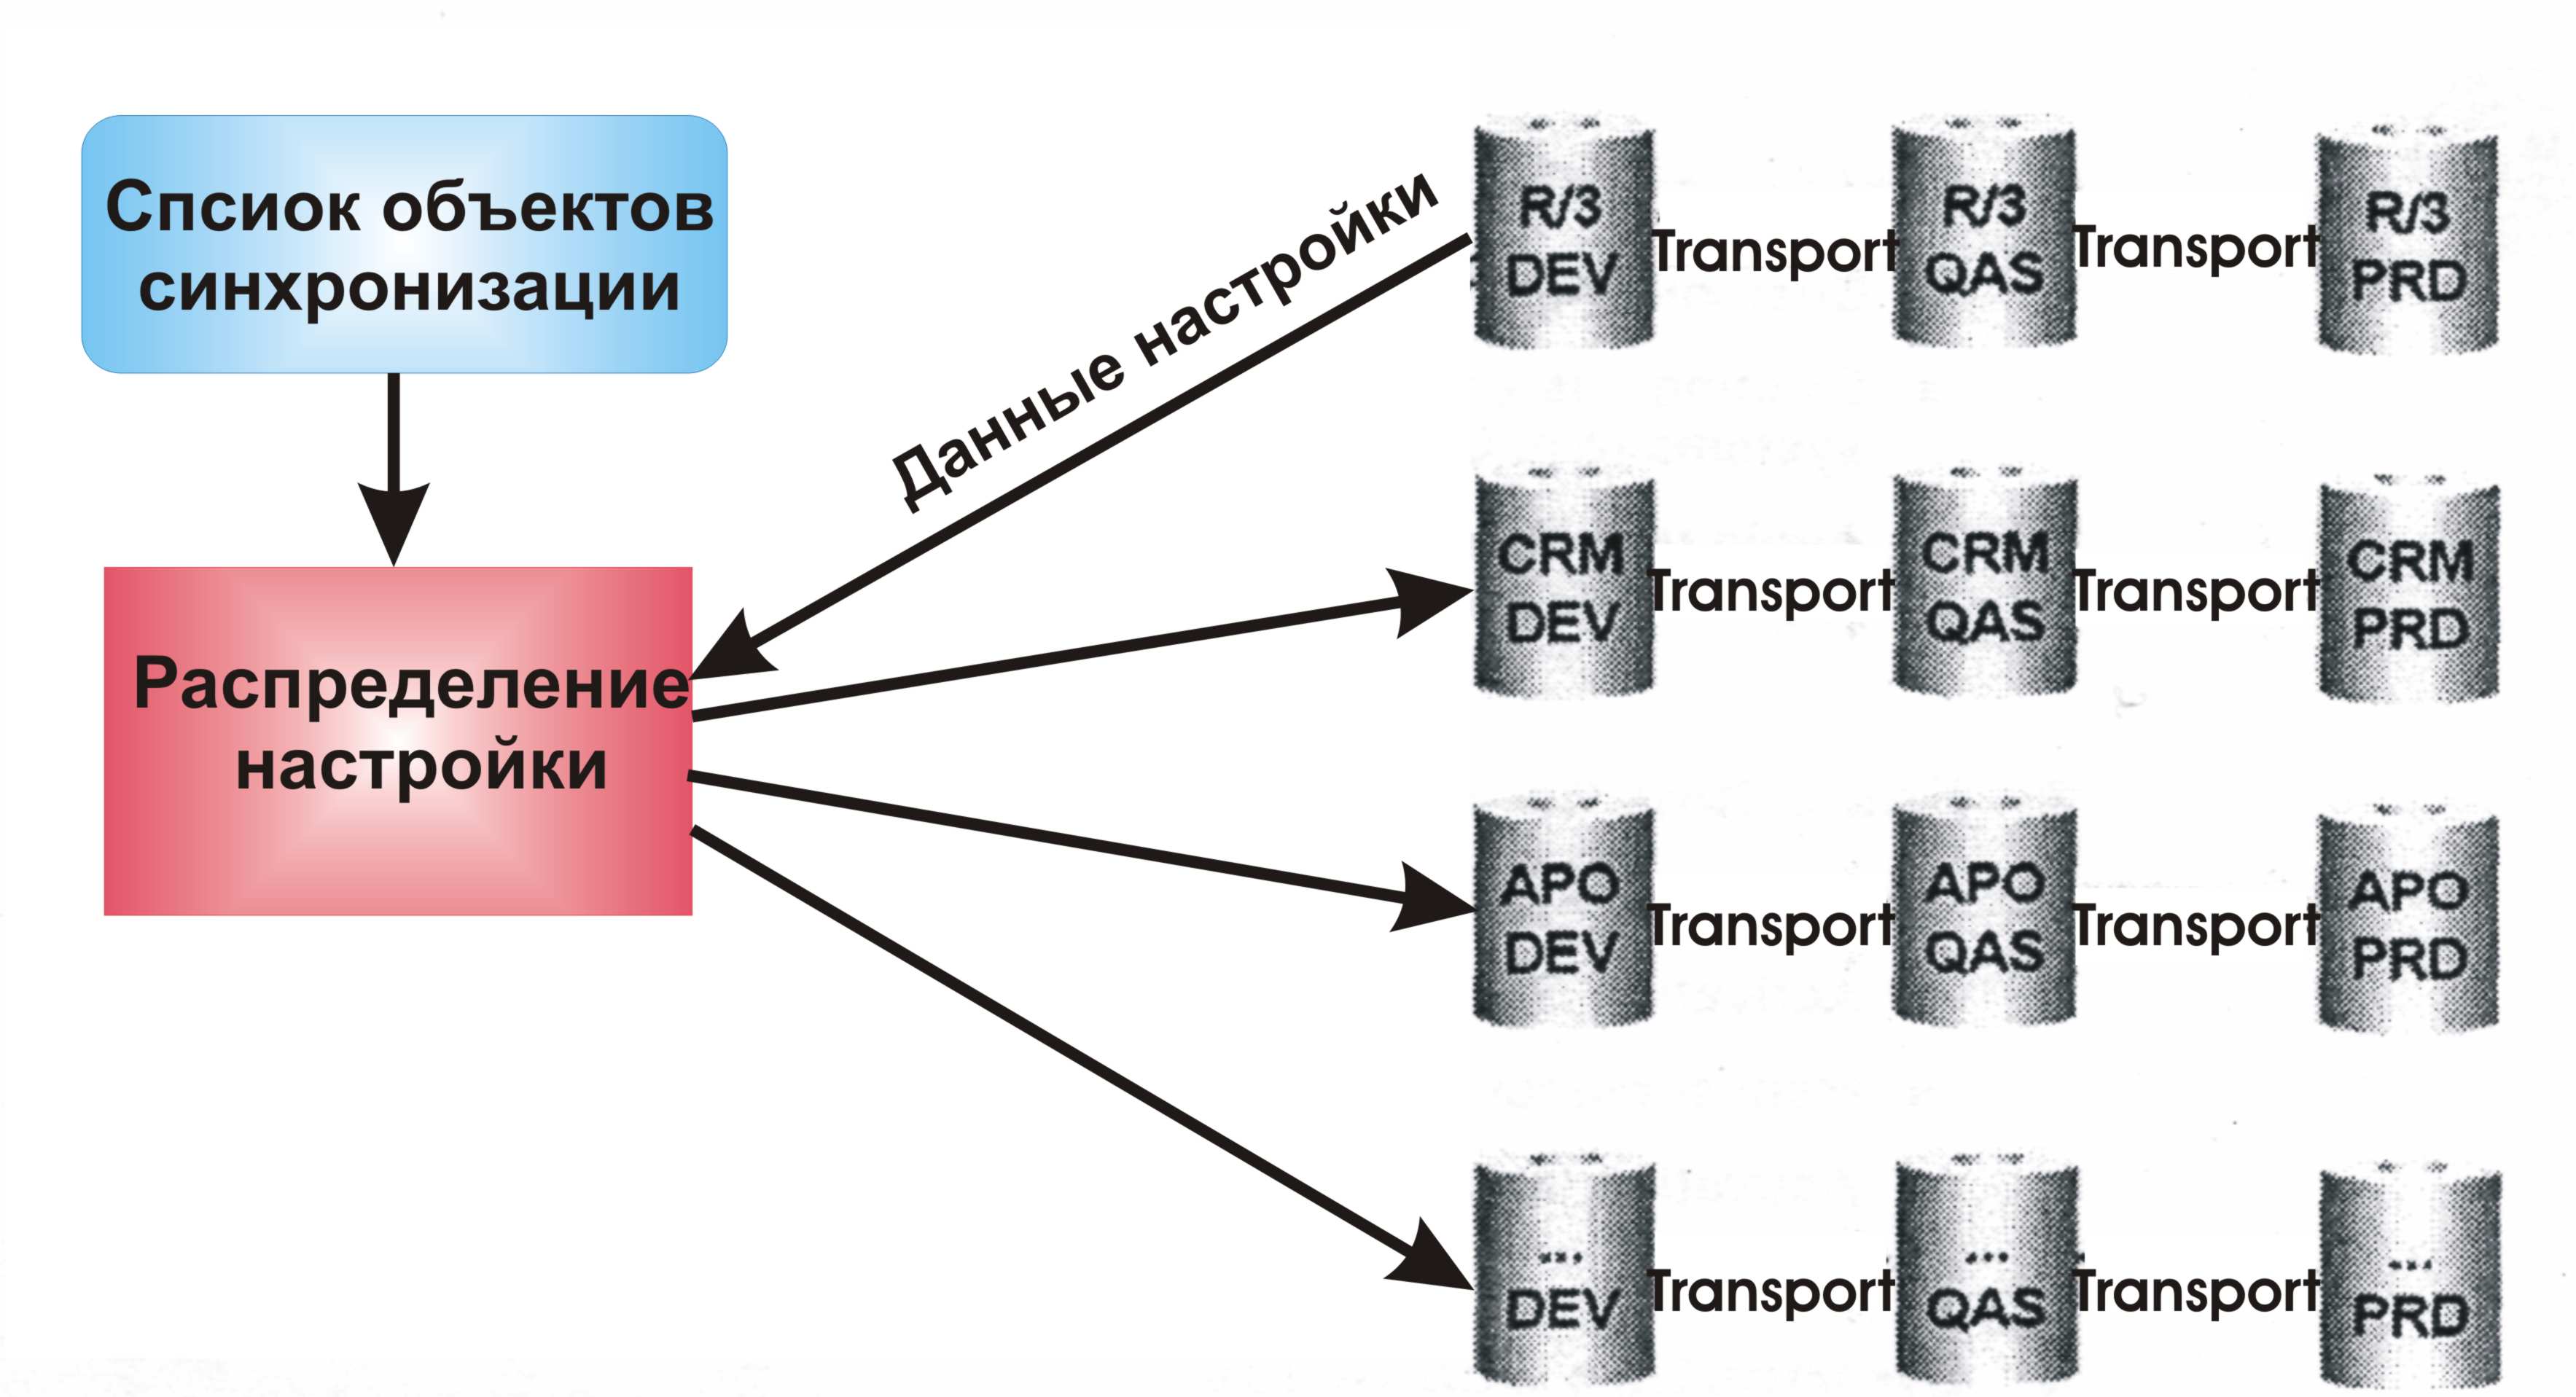 Спсиок объектов
синхронизации
Распределение
настройки
Данные настройки
R/3
DEV
Transport
R/3
QAS
Transport
R/3
PRD
CRM
DEV
Transport
CRM
QAS
Transport
CRM
PRD
APO
DEV
Transport
APO
QAS
Transport
APO
PRD
...
DEV
Transport
...
QAS
Transport
...
PRD